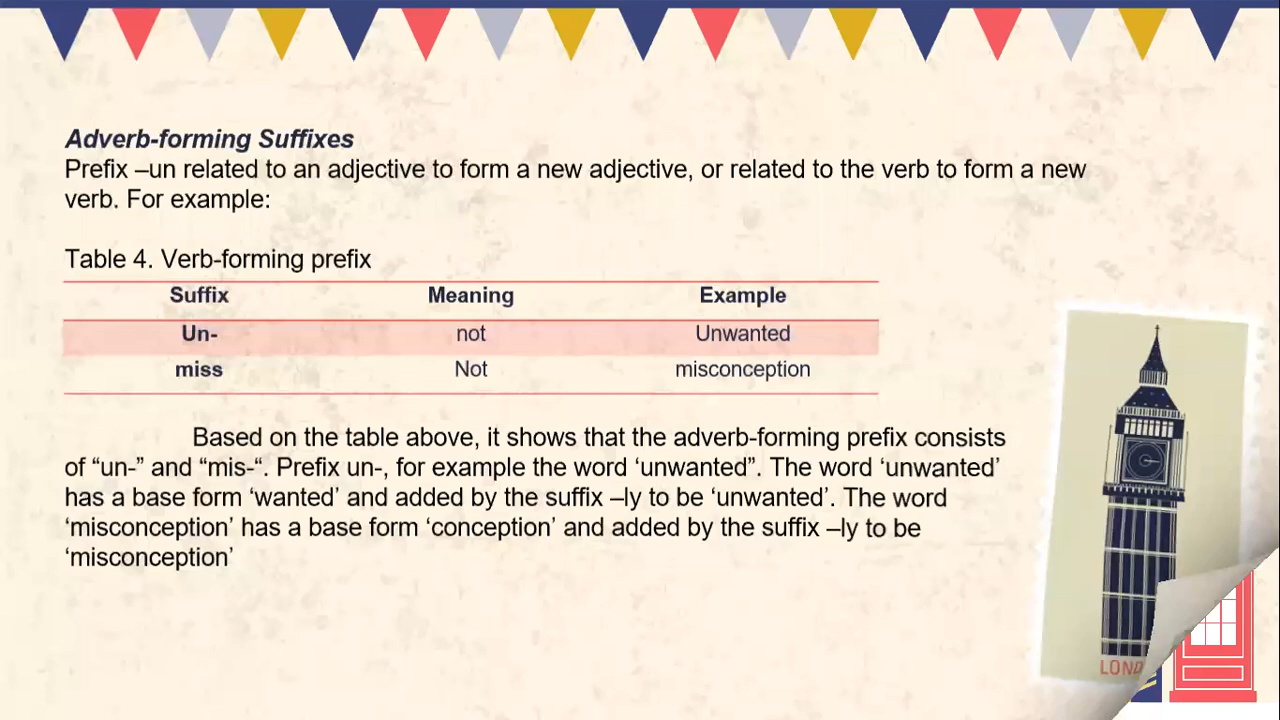 Adverb-forming Suffixes
Prefix –un related to an adjective to form a new adjective, or related to the verb to form a new
verb. For example:
Table 4. Verb-forming prefix
Suffix Meaning Example
Un- not Unwanted
miss Not misconception
Based on the table above, it shows that the adverb-forming prefix consists
of “un-” and “mis-“. Prefix un-, for example the word ‘unwanted”. The word ‘unwanted’
has a base form ‘wanted’ and added by the suffix –ly to be ‘unwanted’. The word
‘misconception’ has a base form ‘conception’ and added by the suffix –ly to be
‘misconception’